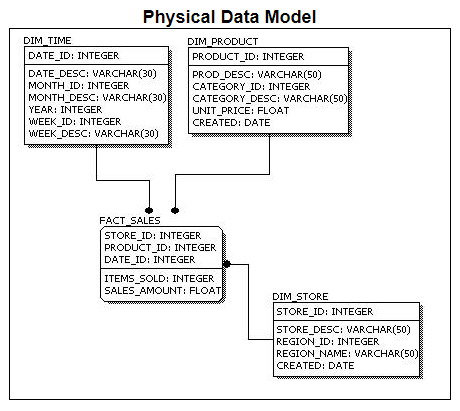 Physical Data Model
DIM_TIME
DATE_ID: INTEGER
DATE_DESC: VARCHAR(30)
MONTH_ID: INTEGER
MONTH_DESC: VARCHAR(30)
YEAR: INTEGER
WEEK_ID: INTEGER
WEEK_DESC: VARCHAR(30)
DIM_PRODUCT
PRODUCT_ID: INTEGER
PROD_DESC: VARCHAR(50)
CATEGORY_ID: INTEGER
CATEGORY_DESC: VARCHAR(50)
UNIT_PRICE: FLOAT
CREATED: DATE
FACT_SALES
STORE_ID: INTEGER
PRODUCT_ID: INTEGER
DATE_ID: INTEGER
ITEMS_SOLD: INTEGER
SALES_AMOUNT: FLOAT
DIM_STORE
STORE_ID: INTEGER
STORE_DESC: VARCHAR(50)
REGION_ID: INTEGER
REGION_NAME: VARCHAR(50)
CREATED: DATE